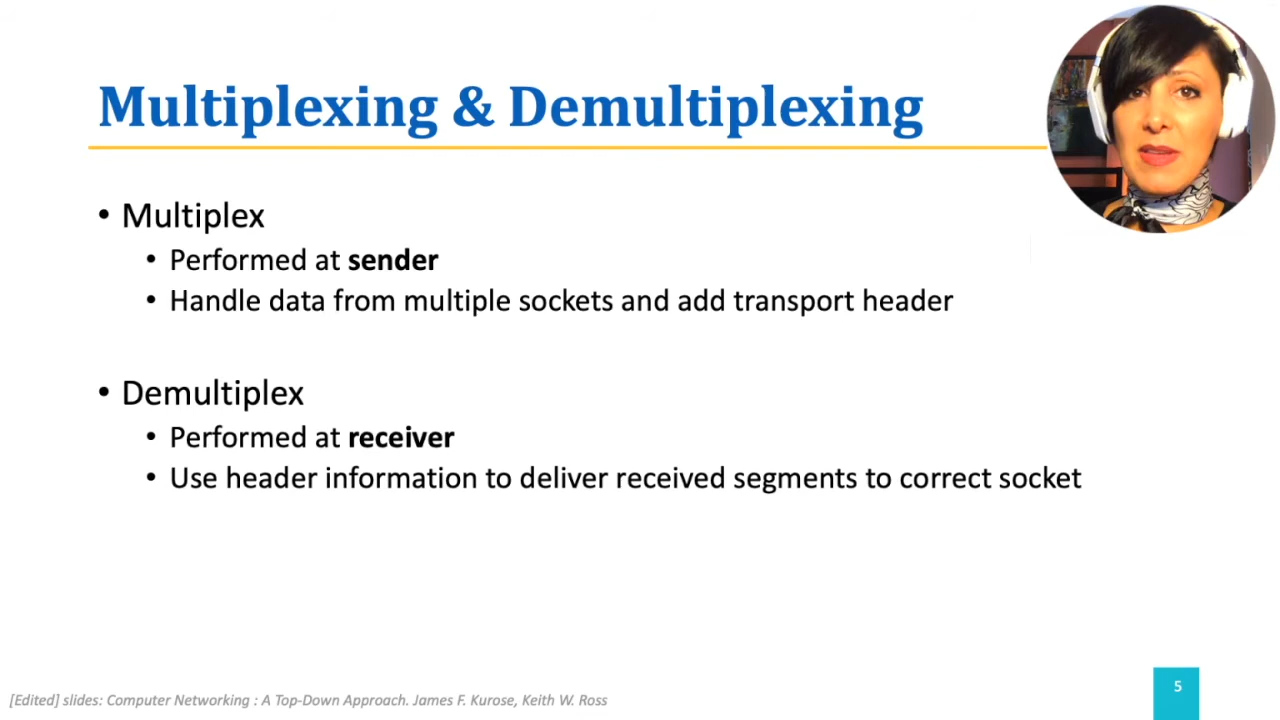 Multiplexing & Demultiplexing
• Multiplex
• Performed at sender
• Handle data from multiple sockets and add transport header
• Demultiplex
• Performed at receiver
• Use header information to deliver received segments to correct socket
[Edited] slides: Computer Networking : A Top-Down Approach. James F. Kurose, Keith W. Ross
5